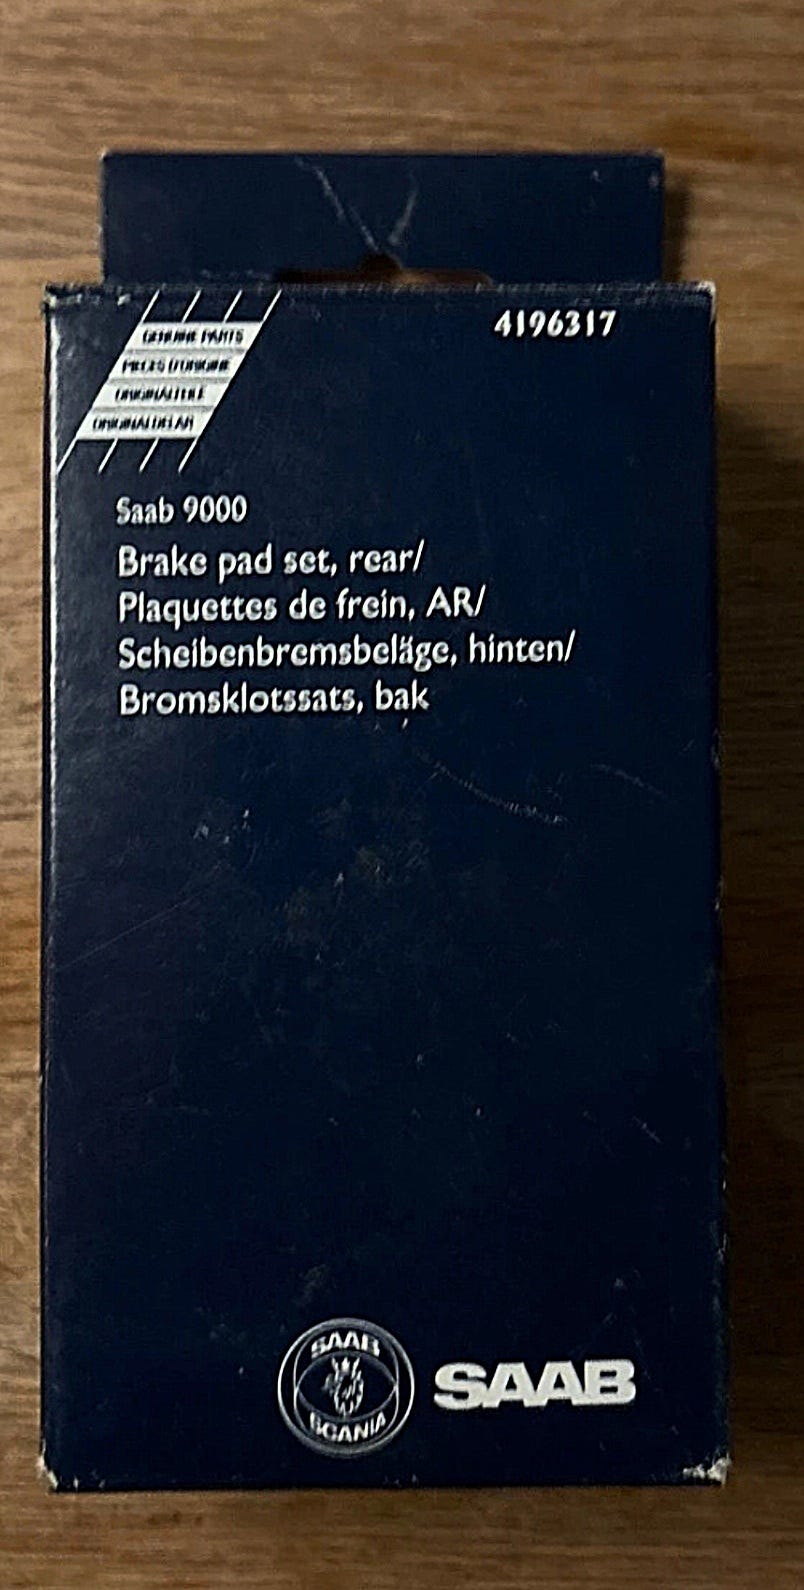 GENUINE PARTS
PIECES D'ORIGINE
ORIGINALTEILE
ORIGINALDELAR
4196317
Saab 9000
Brake pad set, rear/
Plaquettes de frein, AR/
Scheibenbremsbeläge, hinten/
Bromsklotssats, bak
SAAB
SCANIA
SAAB